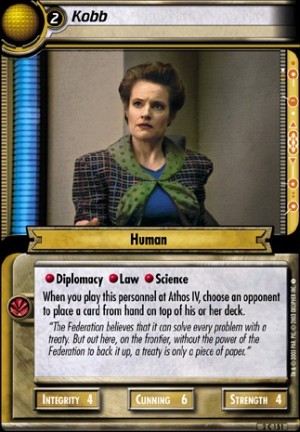 2 Kobb
Human
Diplomacy Law Science
When you play this personnel at Athos IV, choose an opponent
to place a card from hand on top of his or her deck.
"The Federation believes that it can solve every problem with a
treaty. But out here, on the frontier, without the power of the
Federation to back it up, a treaty is only a piece of paper."
INTEGRITY 4 CUNNING 6 STRENGTH 4